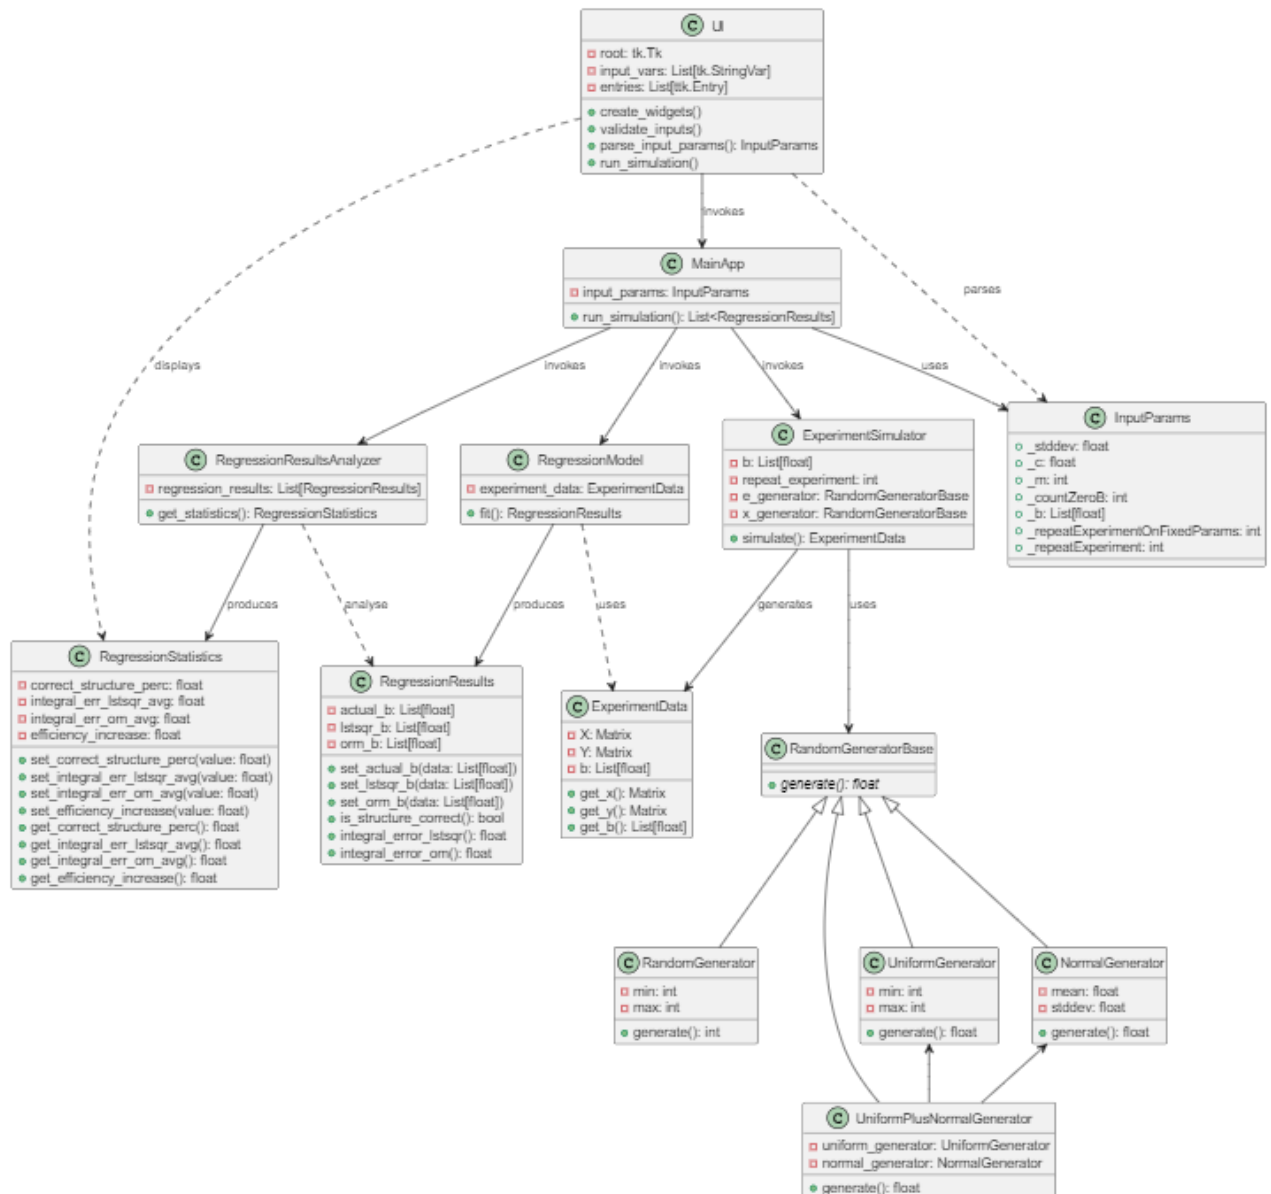 C UI
root: tk.Tk
input_vars: List[tk.StringVar]
entries: List[ttk.Entry]
create_widgets()
validate_inputs()
parse_input_params(): InputParams
run_simulation()
invokes
parses
displays
C MainApp
input_params: InputParams
run_simulation(): List<RegressionResults]
invokes
invokes
invokes
uses
C RegressionResultsAnalyzer
regression_results: List[RegressionResults]
get_statistics(): RegressionStatistics
C RegressionModel
experiment_data: ExperimentData
fit(): RegressionResults
C ExperimentSimulator
b: List[float]
repeat_experiment: int
e_generator: RandomGeneratorBase
x_generator: RandomGeneratorBase
simulate(): ExperimentData
C InputParams
_stddev: float
_c: float
_m: int
_countZeroB: int
_b: List[float]
_repeatExperimentOnFixedParams: int
_repeatExperiment: int
produces
analyse
produces
uses
generates
uses
C RegressionStatistics
correct_structure_perc: float
integral_err_lstsqr_avg: float
integral_err_om_avg: float
efficiency_increase: float
set_correct_structure_perc(value: float)
set_integral_err_lstsqr_avg(value: float)
set_integral_err_om_avg(value: float)
set_efficiency_increase(value: float)
get_correct_structure_perc(): float
get_integral_err_lstsqr_avg(): float
get_integral_err_om_avg(): float
get_efficiency_increase(): float
C RegressionResults
actual_b: List[float]
lstsqr_b: List[float]
orm_b: List[float]
set_actual_b(data: List[float])
set_lstsqr_b(data: List[float])
set_orm_b(data: List[float])
is_structure_correct(): bool
integral_error_lstsqr(): float
integral_error_om(): float
C ExperimentData
X: Matrix
Y: Matrix
b: List[float]
get_x(): Matrix
get_y(): Matrix
get_b(): List[float]
C RandomGeneratorBase
generate(): float
C RandomGenerator
min: int
max: int
generate(): int
C UniformGenerator
min: int
max: int
generate(): float
C NormalGenerator
mean: float
stddev: float
generate(): float
C UniformPlusNormalGenerator
uniform_generator: UniformGenerator
normal_generator: NormalGenerator
generate(): float